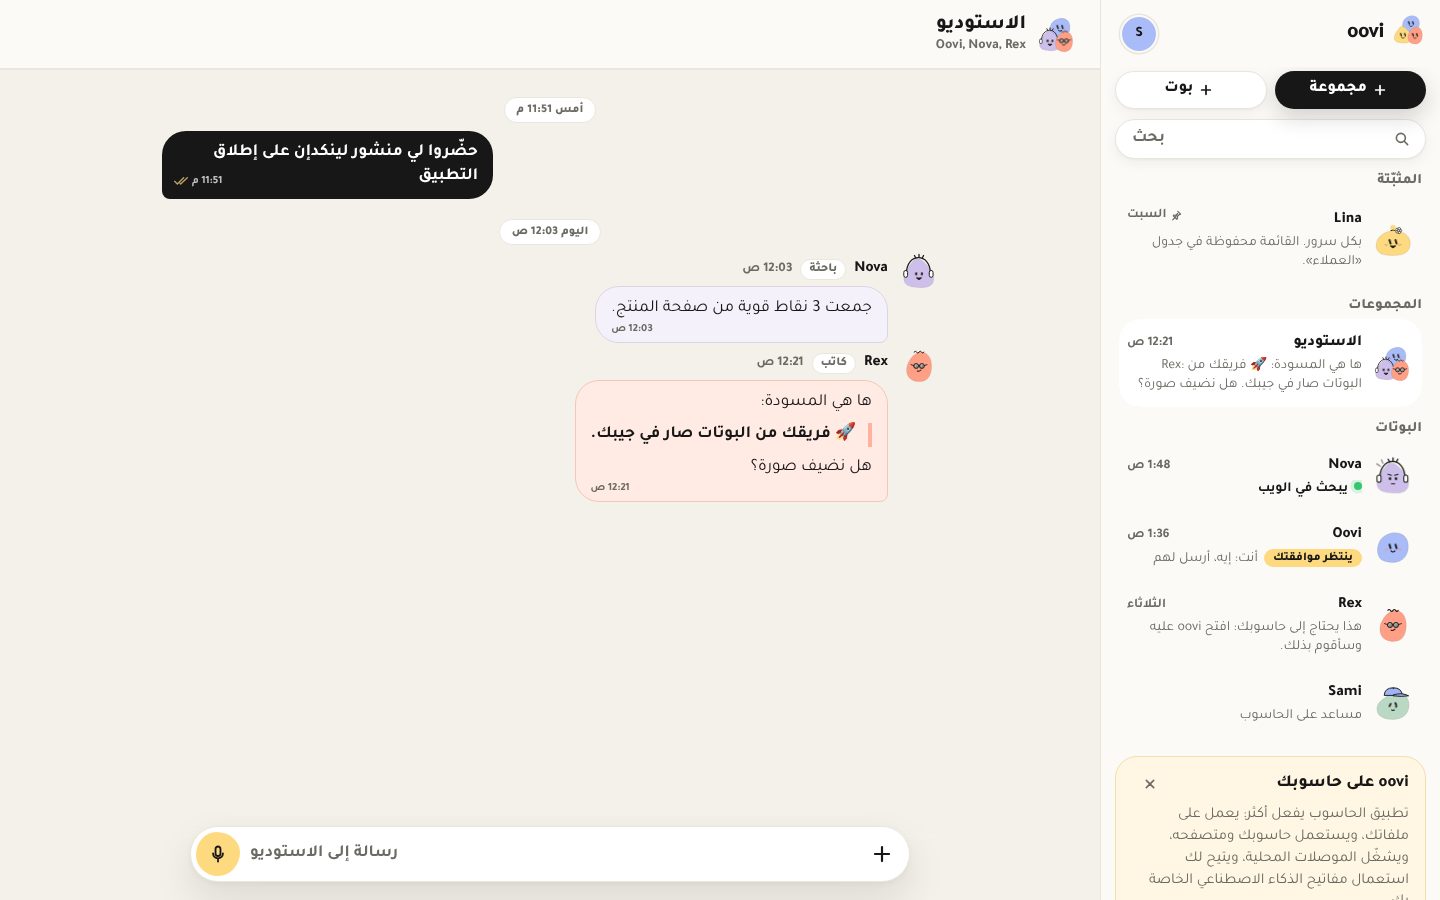 oovi
S
+ مجموعة
+ بوت
بحث
المثبّتة
Lina
السبت
بكل سرور. القائمة محفوظة في جدول
«العملاء».
المجموعات
الاستوديو
12:21 ص
Rex: ها هي المسودة: 🚀 فريقك من
البوتات صار في جيبك. هل نضيف صورة؟
البوتات
Nova
1:48 ص
يبحث في الويب
Oovi
1:36 ص
ينتظر موافقتك
أنت: إيه، أرسل لهم
Rex
الثلاثاء
هذا يحتاج إلى حاسوبك: افتح oovi عليه
وسأقوم بذلك.
Sami
مساعد على الحاسوب
oovi على حاسوبك
تطبيق الحاسوب يفعل أكثر: يعمل على
ملفاتك، ويستعمل حاسوبك ومتصفحه،
ويشغّل الموصلات المحلية، ويتيح لك
استعمال مفاتيح الذكاء الاصطناعي الخاصة
الاستوديو
Oovi, Nova, Rex
أمس 11:51 م
حضّروا لي منشور لينكدإن على إطلاق
التطبيق
11:51 م
اليوم 12:03 ص
Nova
باحثة
12:03 ص
جمعت 3 نقاط قوية من صفحة المنتج.
12:03 ص
Rex
كاتب
12:21 ص
ها هي المسودة:
🚀 فريقك من البوتات صار في جيبك.
هل نضيف صورة؟
12:21 ص
رسالة إلى الاستوديو